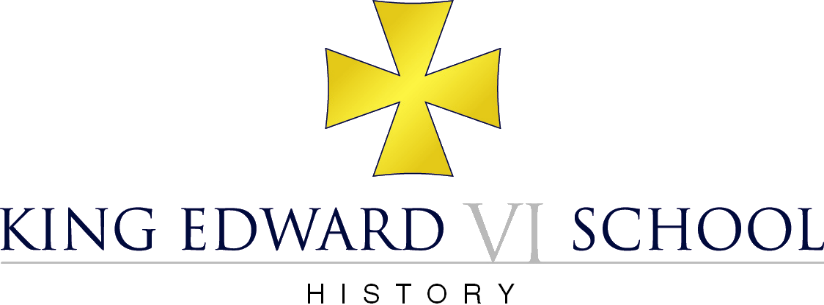 KING EDWARD VI SCHOOL
HISTORY